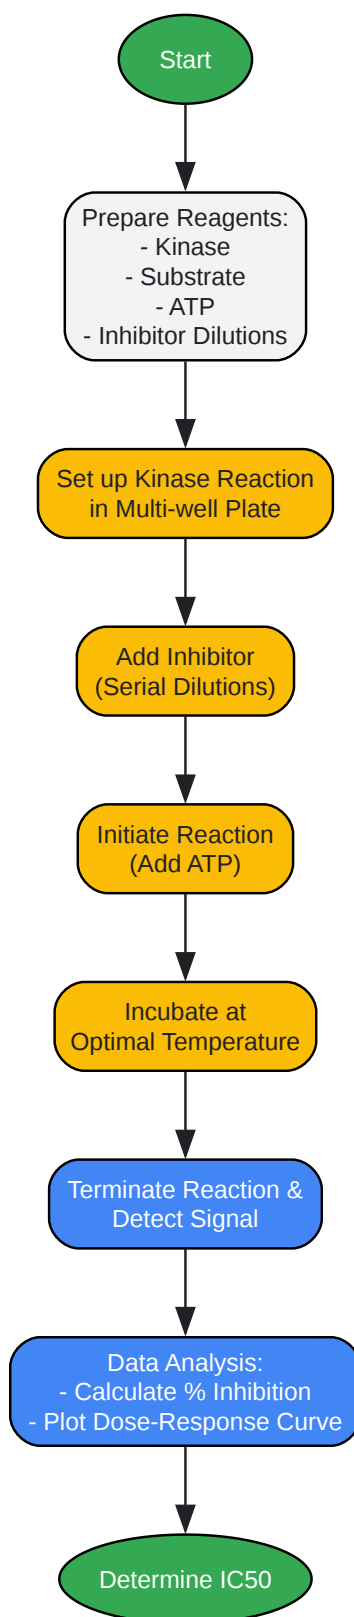 Start
Prepare Reagents:
- Kinase
- Substrate
- ATP
- Inhibitor Dilutions
Set up Kinase Reaction
in Multi-well Plate
Add Inhibitor
(Serial Dilutions)
Initiate Reaction
(Add ATP)
Incubate at
Optimal Temperature
Terminate Reaction &
Detect Signal
Data Analysis:
- Calculate % Inhibition
- Plot Dose-Response Curve
Determine IC50